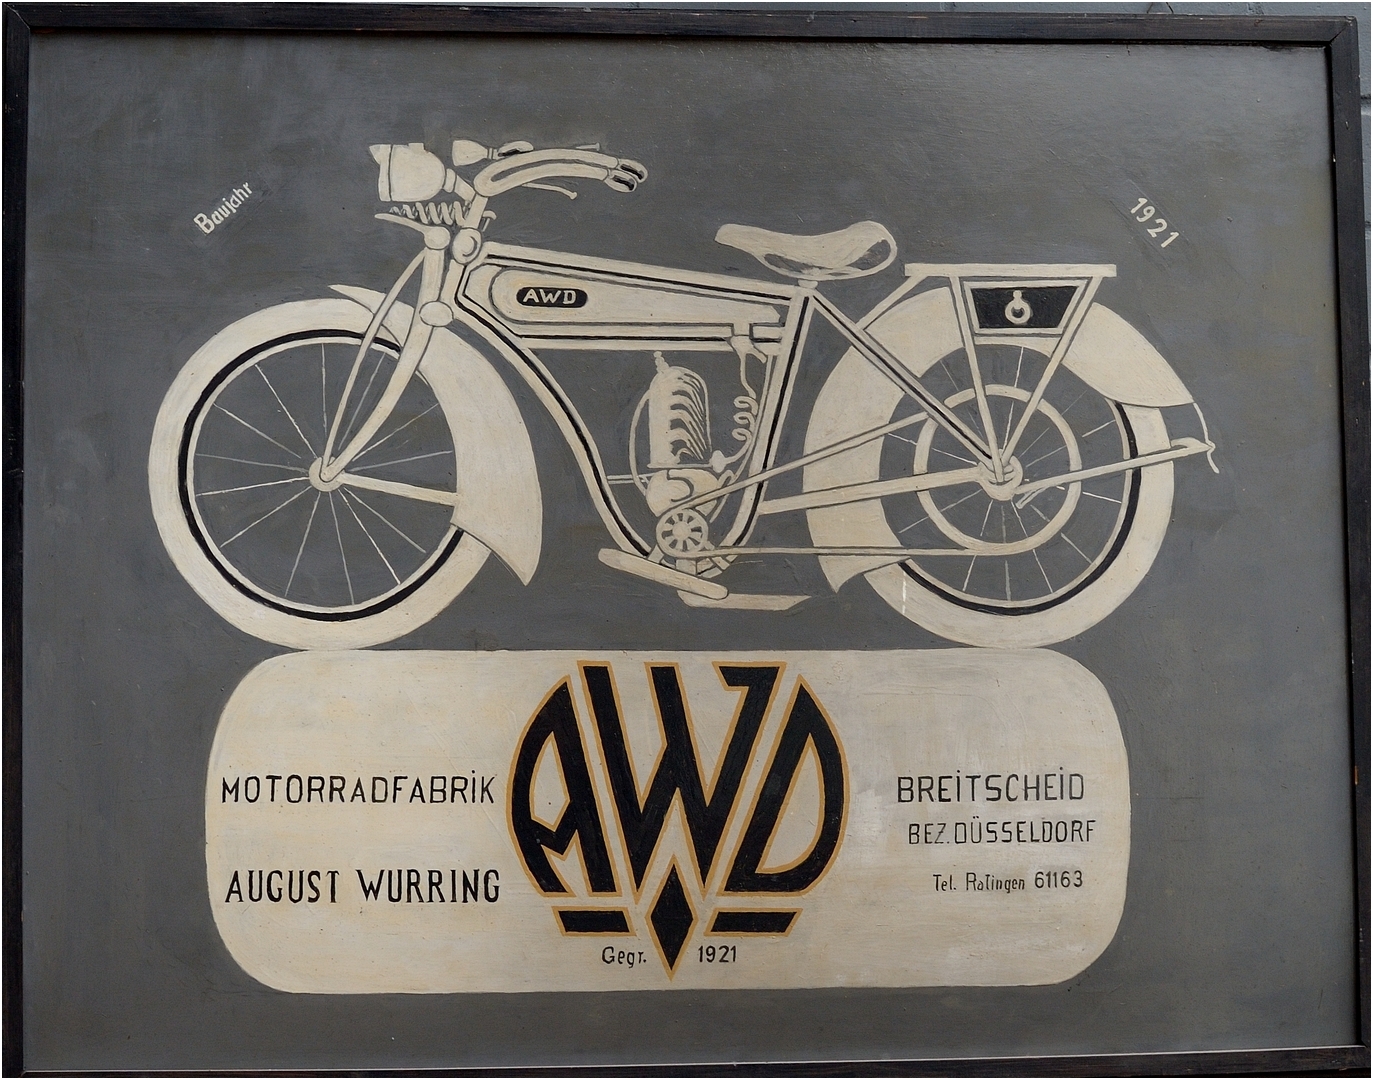 Baujahr
1921
AWD
AWD
MOTORRADFABRIK
AUGUST WURRING
BREITSCHEID
BEZ. DÜSSELDORF
Tel. Ratingen 61163
Gegr. 1921